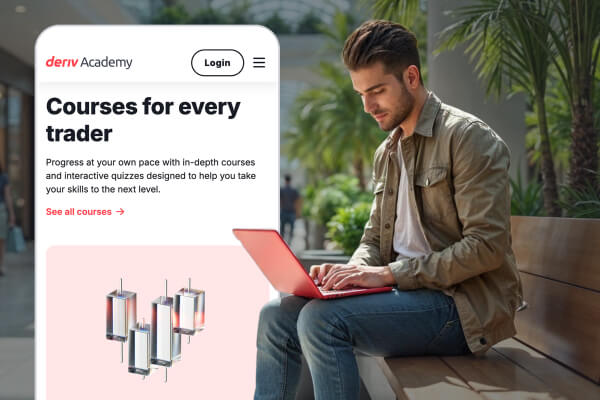 deriv Academy
Login
Courses for every
trader
Progress at your own pace with in-depth courses
and interactive quizzes designed to help you take
your skills to the next level.
See all courses →